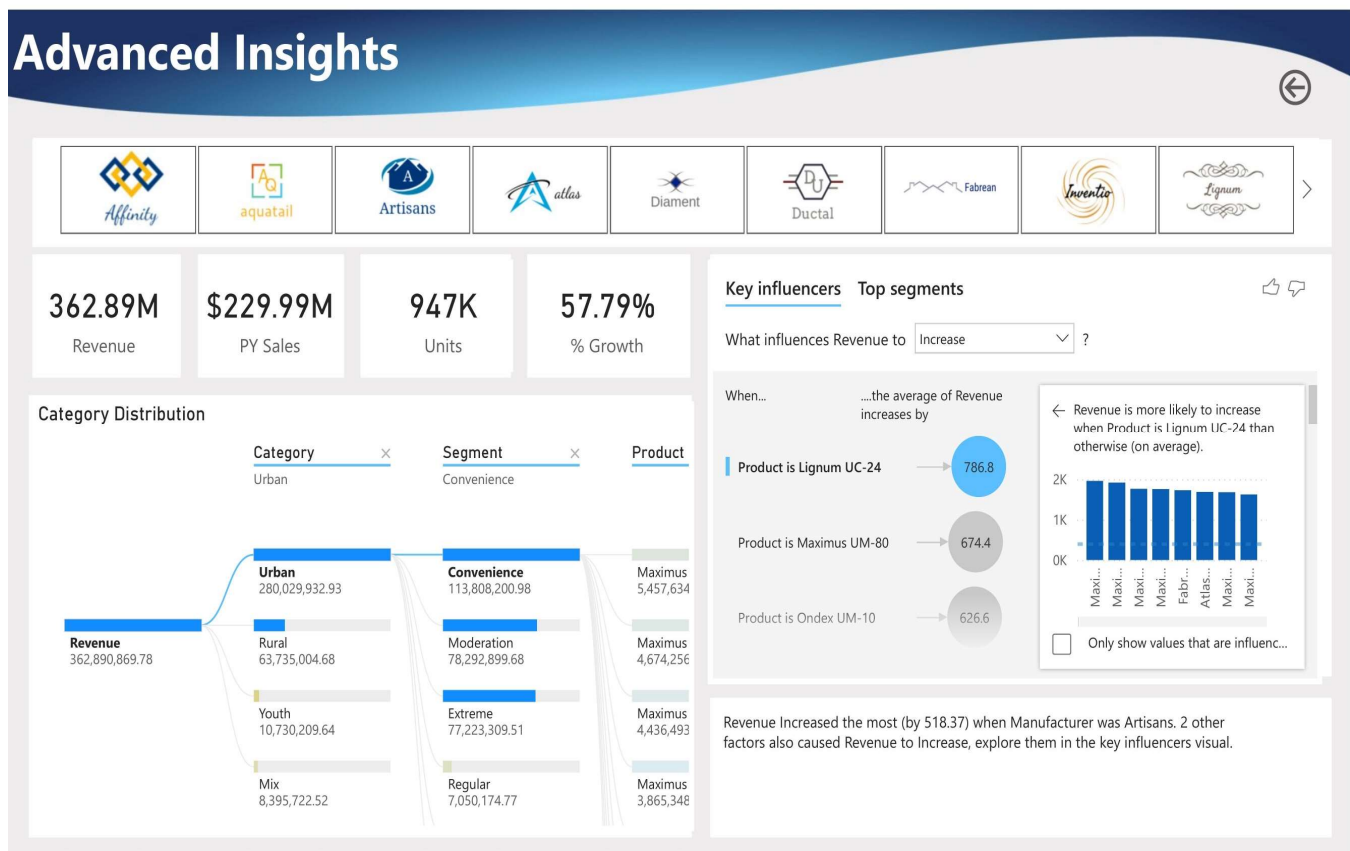 Advanced Insights
Affinity
AQ
aquatail
A
Artisans
atlas
Diament
DU
Ductal
Fabrean
Inventio
Lignum
362.89M
Revenue
$229.99M
PY Sales
947K
Units
57.79%
% Growth
Category Distribution
Category
Urban
Segment
Convenience
Product
Revenue
362,890,869.78
Urban
280,029,932.93
Rural
63,735,004.68
Youth
10,730,209.64
Mix
8,395,722.52
Convenience
113,808,200.98
Moderation
78,292,899.68
Extreme
77,223,309.51
Regular
7,050,174.77
Maximus
5,457,634
Maximus
4,674,256
Maximus
4,436,493
Maximus
3,865,348
Key influencers Top segments
What influences Revenue to Increase ?
When...
....the average of Revenue
increases by
Product is Lignum UC-24 786.8
Product is Maximus UM-80 674.4
Product is Ondex UM-10 626.6
Revenue is more likely to increase
when Product is Lignum UC-24 than
otherwise (on average).
2K
1K
0K
Maxi...
Maxi...
Maxi...
Maxi...
Fabr...
Atlas...
Maxi...
Maxi...
Only show values that are influenc...
Revenue Increased the most (by 518.37) when Manufacturer was Artisans. 2 other
factors also caused Revenue to Increase, explore them in the key influencers visual.